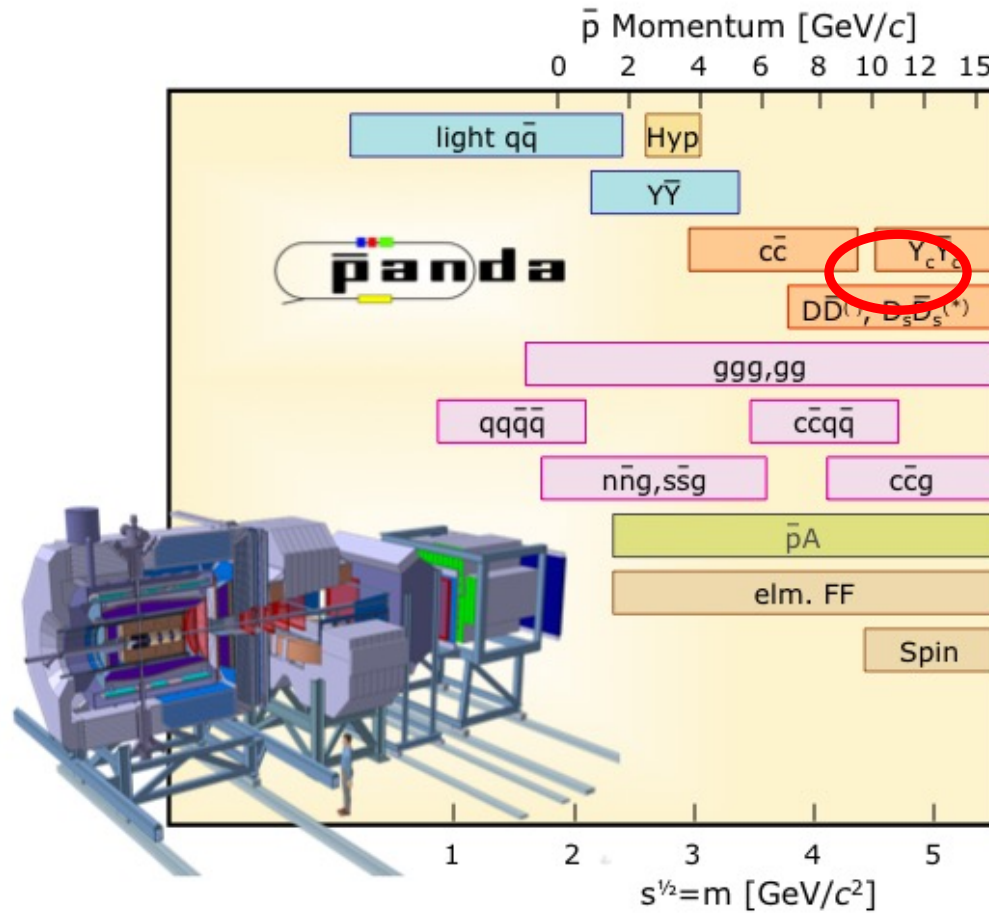 p̄ Momentum [GeV/c]
0 2 4 6 8 10 12 15
light qq̄
Hyp
YȲ
p̄anda
cc̄
Y_cȲ_c
DD̄⁽ ⁾, D_sD̄_s⁽*⁾
ggg,gg
qqq̄q̄
cc̄qq̄
nn̄g,ss̄g
cc̄g
p̄A
elm. FF
Spin
1 2 3 4 5
s^½=m [GeV/c²]